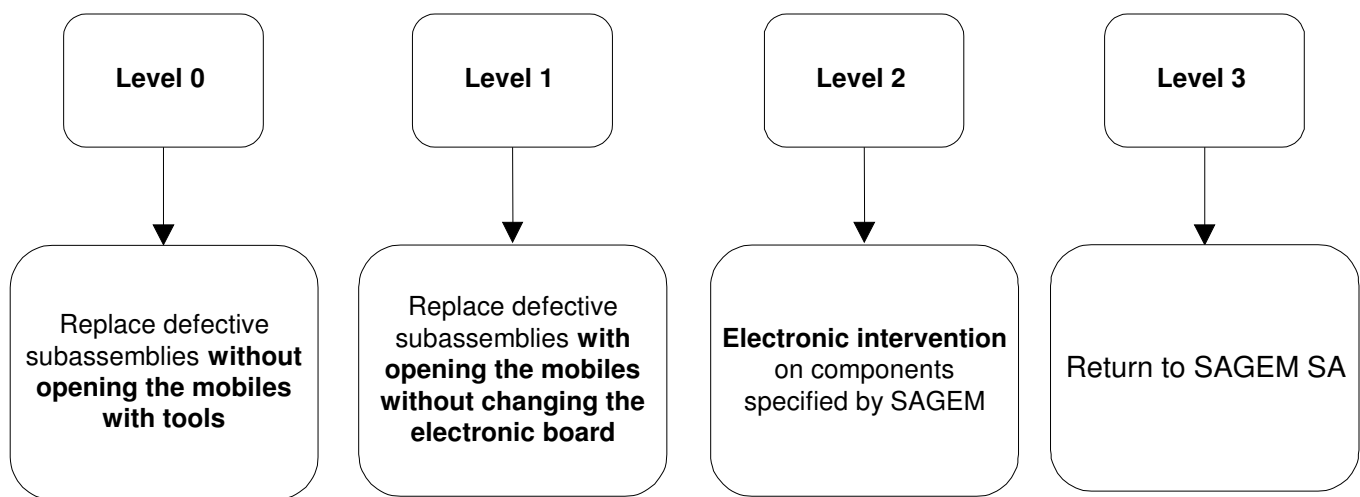 Level 0
Level 1
Level 2
Level 3
Replace defective
subassemblies without
opening the mobiles
with tools
Replace defective
subassemblies with
opening the mobiles
without changing the
electronic board
Electronic intervention
on components
specified by SAGEM
Return to SAGEM SA